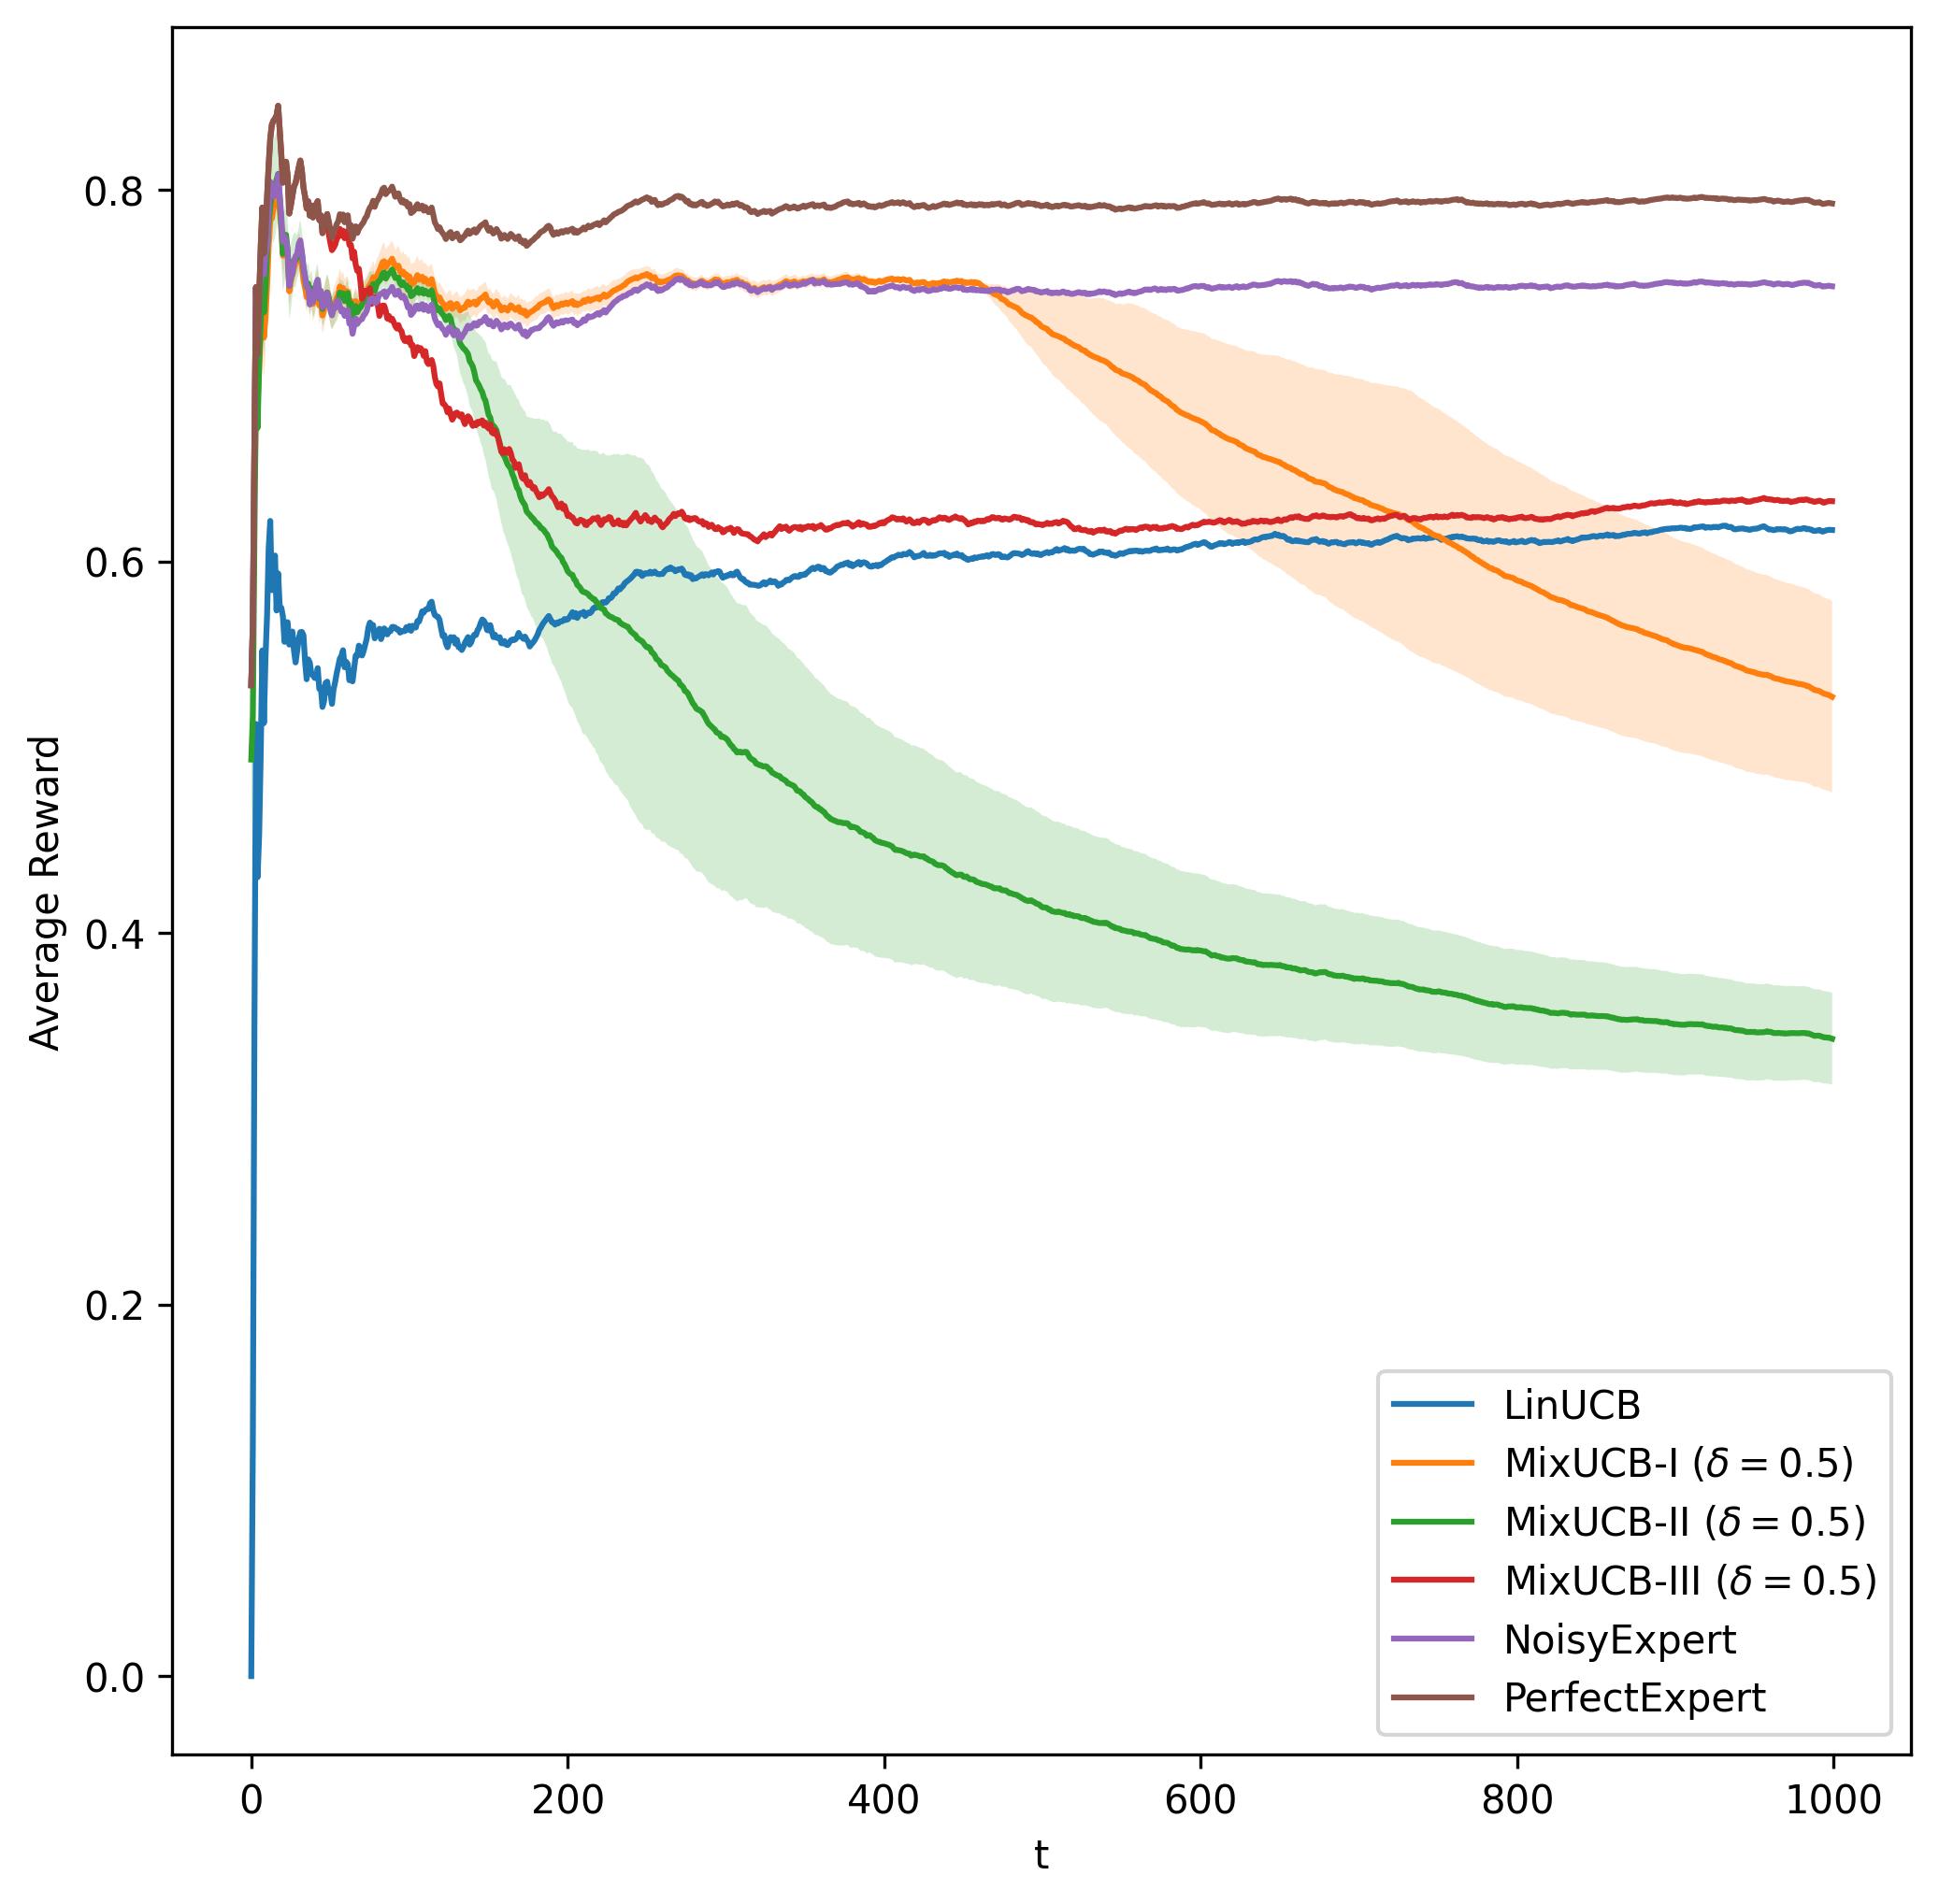 0.8
0.6
0.4
0.2
0.0
Average Reward
0
200
400
600
800
1000
t
LinUCB
MixUCB-I (δ = 0.5)
MixUCB-II (δ = 0.5)
MixUCB-III (δ = 0.5)
NoisyExpert
PerfectExpert